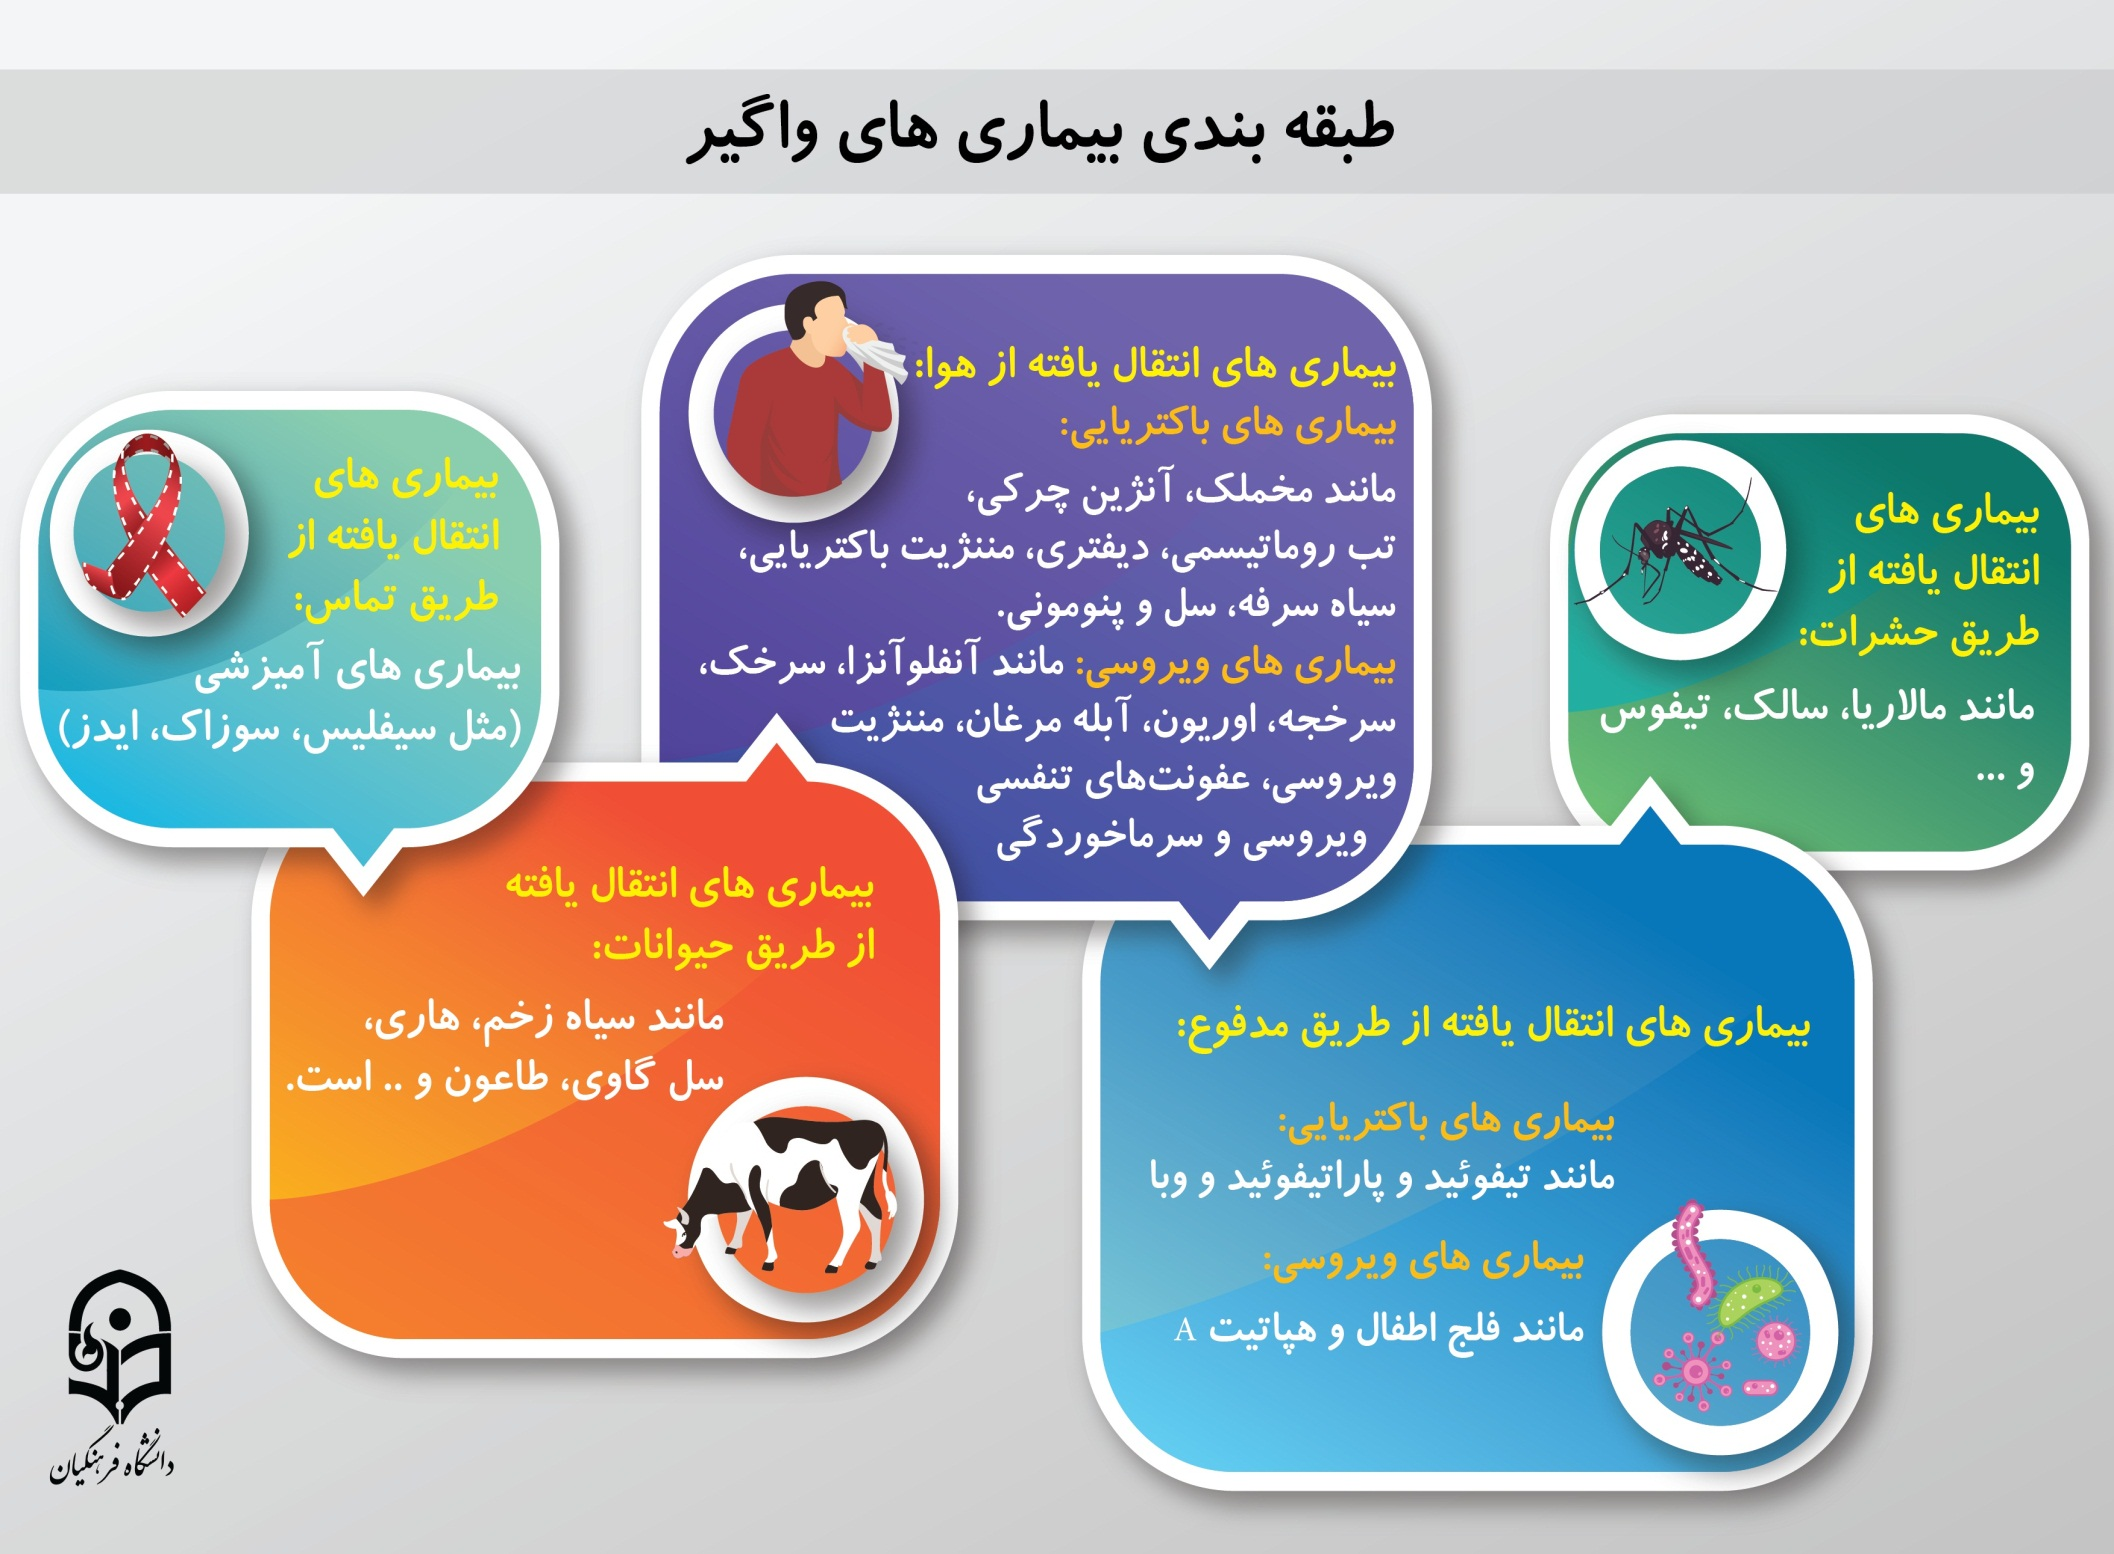 طبقه بندی بیماری های واگیر
بیماری های
انتقال یافته از
طریق حشرات:
مانند مالاریا، سالک، تیفوس
و ...
بیماری های انتقال یافته از هوا:
بیماری های باکتریایی:
مانند مخملک، آنژین چرکی،
تب روماتیسمی، دیفتری، مننژیت باکتریایی،
سیاه سرفه، سل و پنومونی.
بیماری های ویروسی: مانند آنفلوآنزا، سرخک،
سرخجه، اوریون، آبله مرغان، مننژیت
ویروسی، عفونت‌های تنفسی
ویروسی و سرماخوردگی
بیماری های
انتقال یافته از
طریق تماس:
بیماری های آمیزشی
(مثل سیفلیس، سوزاک، ایدز)
بیماری های انتقال یافته از طریق مدفوع:
بیماری های باکتریایی:
مانند تیفوئید و پاراتیفوئید و وبا
بیماری های ویروسی:
مانند فلج اطفال و هپاتیت A
بیماری های انتقال یافته
از طریق حیوانات:
مانند سیاه زخم، هاری،
سل گاوی، طاعون و .. است.
دانشگاه فرهنگیان